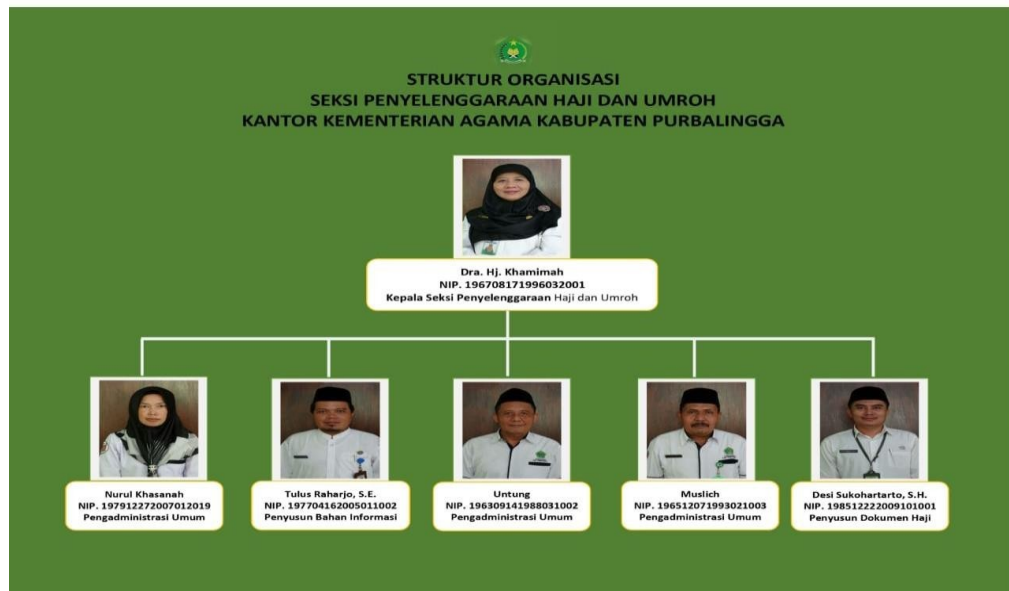 STRUKTUR ORGANISASI
SEKSI PENYELENGGARAAN HAJI DAN UMROH
KANTOR KEMENTERIAN AGAMA KABUPATEN PURBALINGGA
Dra. Hj. Khamimah
NIP. 196708171996032001
Kepala Seksi Penyelenggaraan Haji dan Umroh
Nurul Khasanah
NIP. 197912272007012019
Pengadministrasi Umum
Tulus Raharjo, S.E.
NIP. 197704162005011002
Penyusun Bahan Informasi
Untung
NIP. 196309141988031002
Pengadministrasi Umum
Muslich
NIP. 196512071993021003
Pengadministrasi Umum
Desi Sukohartarto, S.H.
NIP. 198512222009101001
Penyusun Dokumen Haji